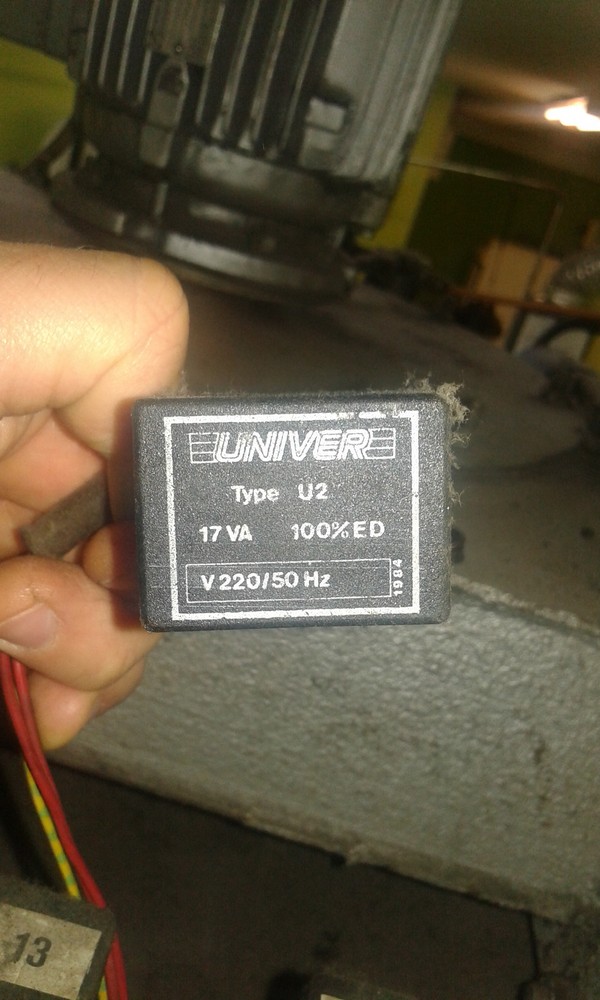 UNIVER
Type U2
17 VA 100% ED
V 220/50 Hz
1984
13